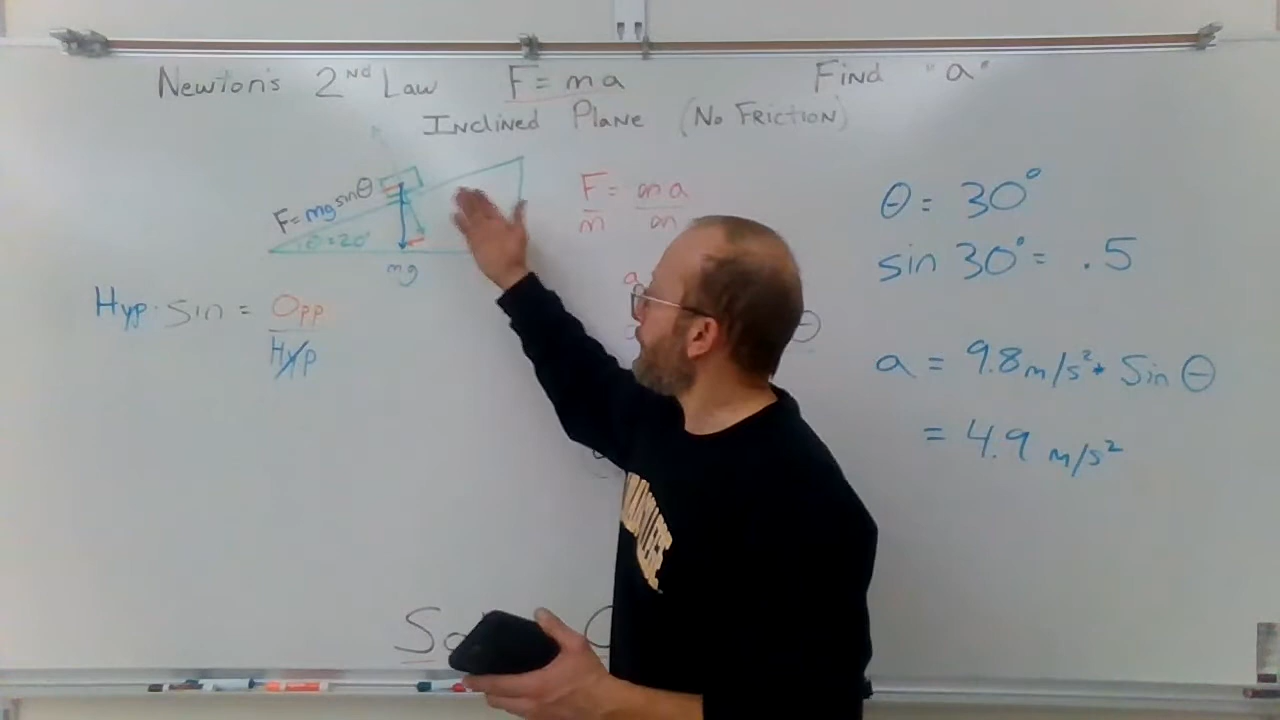 Newton's 2nd Law F = ma Find "a"
Inclined Plane (No Friction)
F = mg sinθ
θ = 20°
mg
Hyp · Sin = Opp
Hyp
F = ma
m m
a
θ
θ = 30°
sin 30° = .5
a = 9.8 m/s² • Sin θ
= 4.9 m/s²